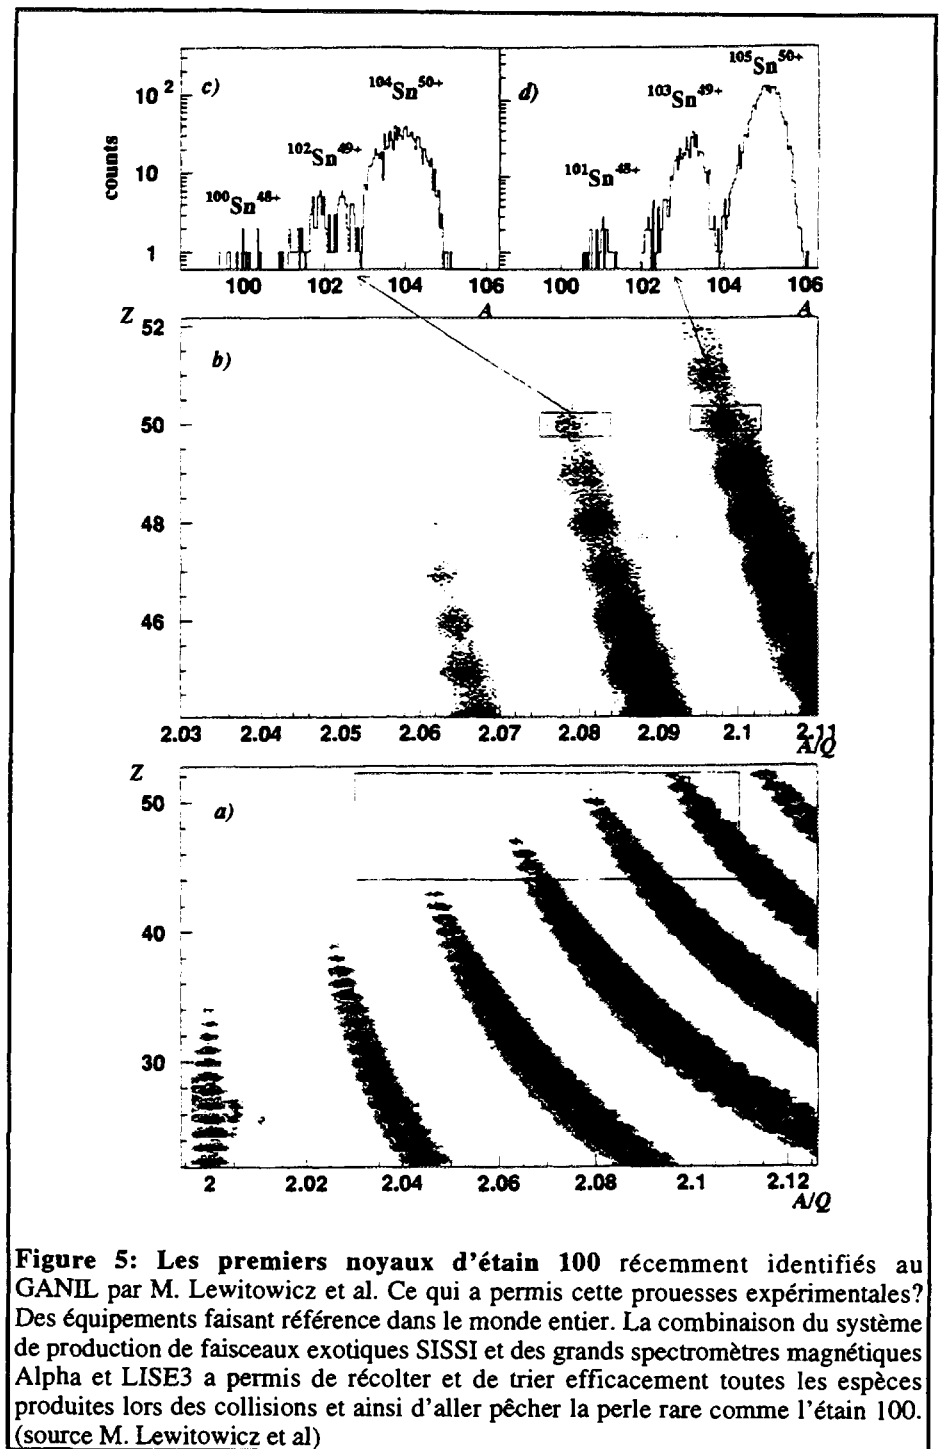 c)
d)
¹⁰⁴Sn⁵⁰⁺
¹⁰²Sn⁴⁹⁺
¹⁰⁰Sn⁴⁸⁺
¹⁰⁵Sn⁵⁰⁺
¹⁰³Sn⁴⁹⁺
¹⁰¹Sn⁴⁸⁺
counts
10²
10
1
100 102 104 106
A
100 102 104 106
A
Z
b)
52
50
48
46
2.03 2.04 2.05 2.06 2.07 2.08 2.09 2.1 2.11
A/Q
Z
a)
50
40
30
2 2.02 2.04 2.06 2.08 2.1 2.12
A/Q
Figure 5: Les premiers noyaux d'étain 100 récemment identifiés au
GANIL par M. Lewitowicz et al. Ce qui a permis cette prouesses expérimentales?
Des équipements faisant référence dans le monde entier. La combinaison du système
de production de faisceaux exotiques SISSI et des grands spectromètres magnétiques
Alpha et LISE3 a permis de récolter et de trier efficacement toutes les espèces
produites lors des collisions et ainsi d'aller pêcher la perle rare comme l'étain 100.
(source M. Lewitowicz et al)